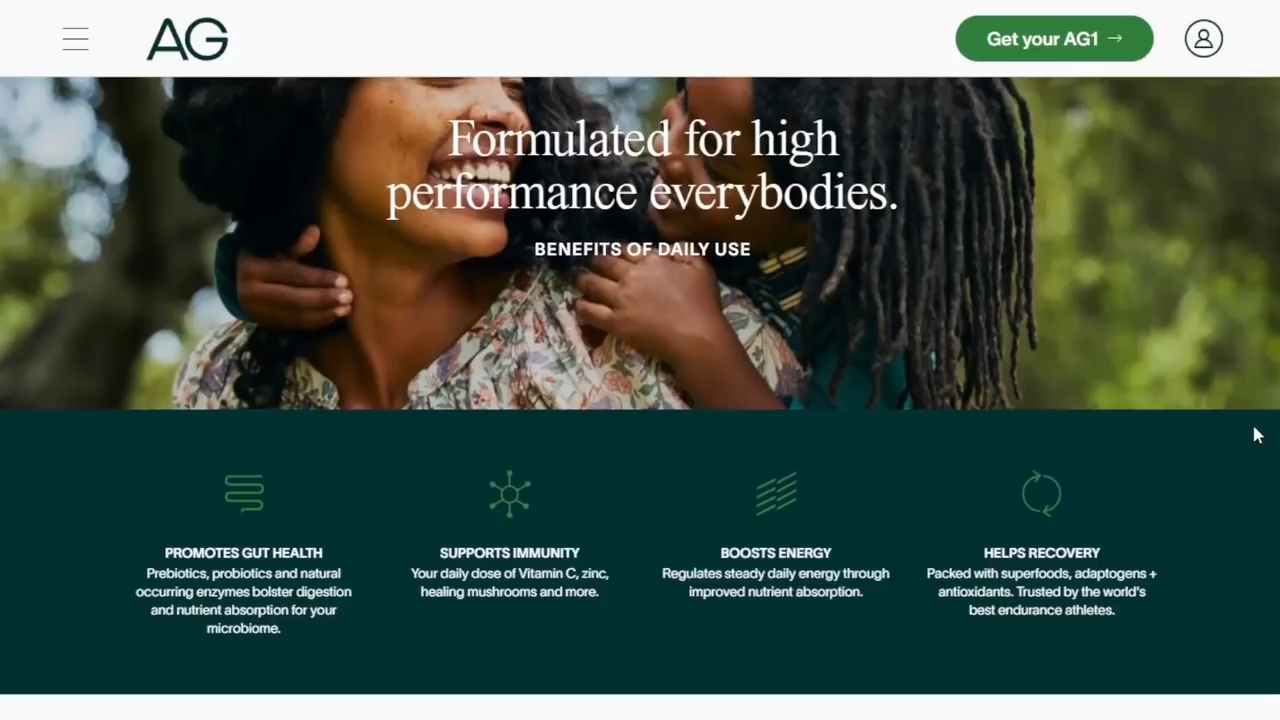 AG
Get your AG1 →
Formulated for high
performance everybodies.
BENEFITS OF DAILY USE
PROMOTES GUT HEALTH
Prebiotics, probiotics and natural
occurring enzymes bolster digestion
and nutrient absorption for your
microbiome.
SUPPORTS IMMUNITY
Your daily dose of Vitamin C, zinc,
healing mushrooms and more.
BOOSTS ENERGY
Regulates steady daily energy through
improved nutrient absorption.
HELPS RECOVERY
Packed with superfoods, adaptogens +
antioxidants. Trusted by the world's
best endurance athletes.